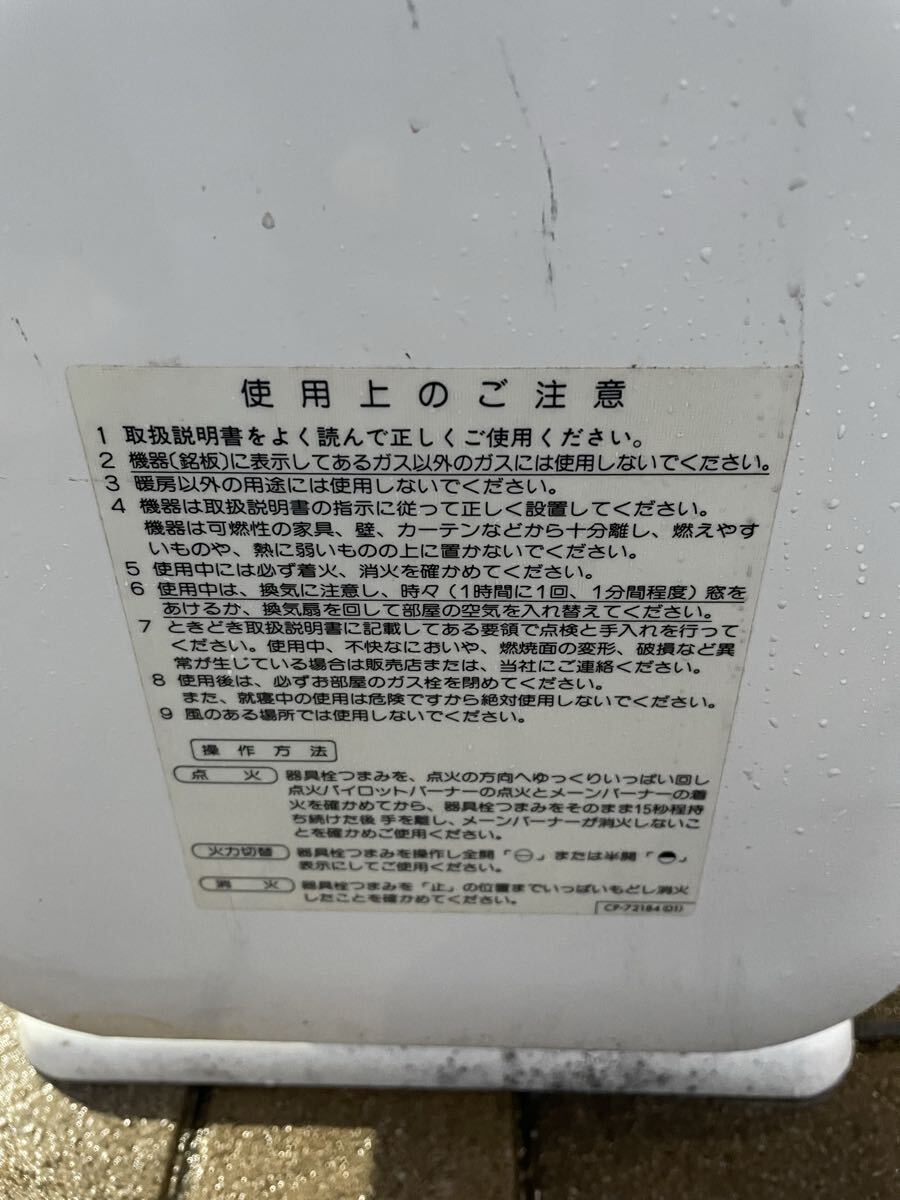 使用上のご注意
1 取扱説明書をよく読んで正しくご使用ください。
2 機器(銘板)に表示してあるガス以外のガスには使用しないでください。
3 暖房以外の用途には使用しないでください。
4 機器は取扱説明書の指示に従って正しく設置してください。
機器は可燃性の家具、壁、カーテンなどから十分離し、燃えやす
いものや、熱に弱いものの上に置かないでください。
5 使用中には必ず着火、消火を確かめてください。
6 使用中は、換気に注意し、時々(1時間に1回、1分間程度)窓を
あけるか、換気扇を回して部屋の空気を入れ替えてください。
7 ときどき取扱説明書に記載してある要領で点検と手入れを行って
ください。使用中、不快なにおいや、燃焼面の変形、破損など異
常が生じている場合は販売店または、当社にご連絡ください。
8 使用後は、必ずお部屋のガス栓を閉めてください。
また、就寝中の使用は危険ですから絶対使用しないでください。
9 風のある場所では使用しないでください。
操作方法
点火 器具栓つまみを、点火の方向へゆっくりいっぱい回し
点火パイロットバーナーの点火とメーンバーナーの着
火を確かめてから、器具栓つまみをそのまま15秒程持
ち続けた後手を離し、メーンバーナーが消火しないこ
とを確かめご使用ください。
火力切替 器具栓つまみを操作し全開「⊖」または半開「◓」
表示にしてご使用ください。
消火 器具栓つまみを「止」の位置までいっぱいもどし消火
したことを確かめてください。
CP-72184(01)